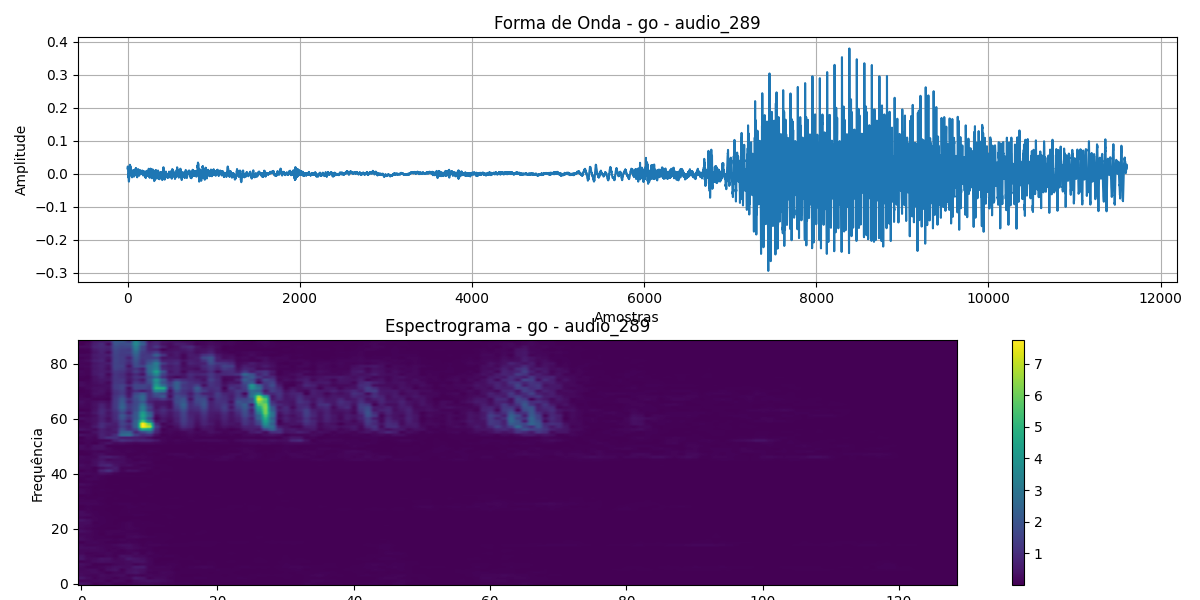 Forma de Onda - go - audio_289
Amplitude
0.4
0.3
0.2
0.1
0.0
−0.1
−0.2
−0.3
0 2000 4000 6000 8000 10000 12000
Amostras
Espectrograma - go - audio_289
Frequência
80
60
40
20
0
0 20 40 60 80 100 120
7
6
5
4
3
2
1